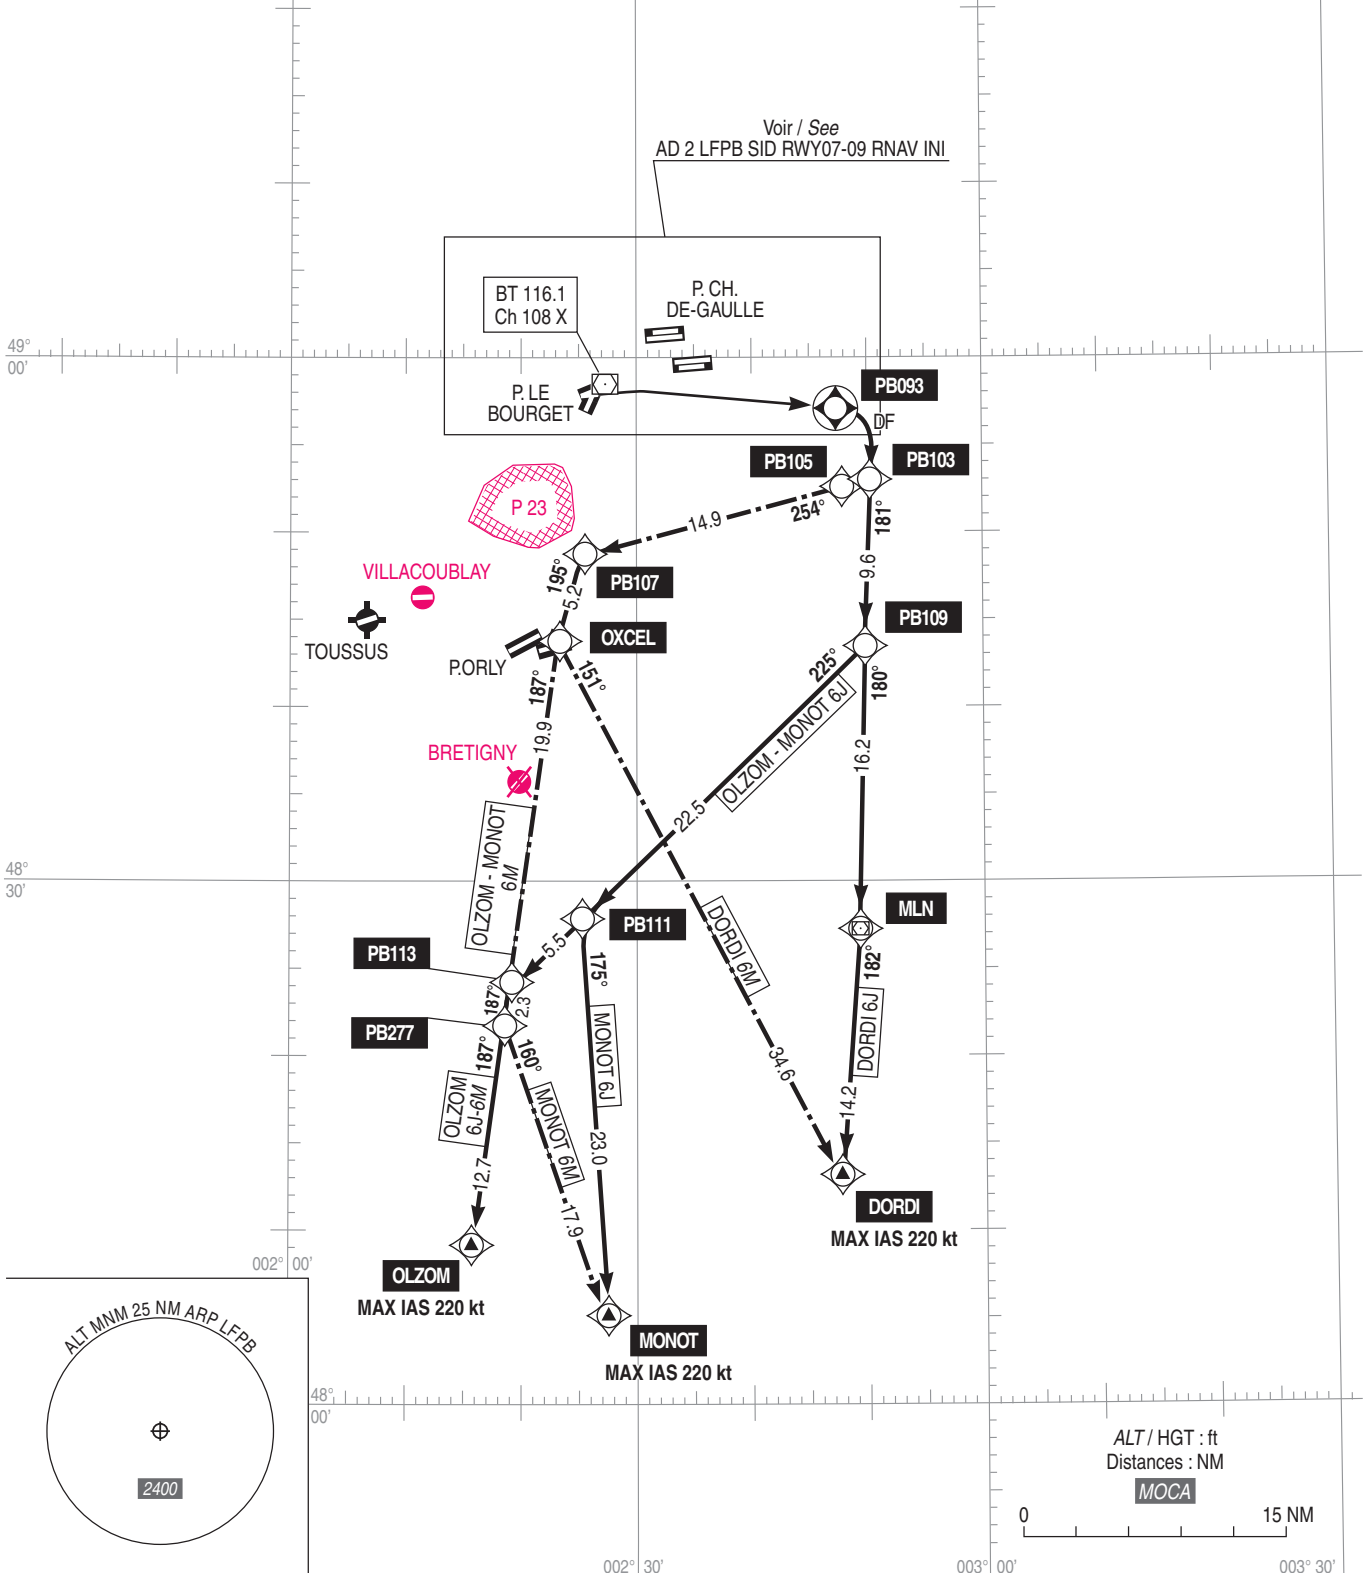 Voir / See
AD 2 LFPB SID RWY07-09 RNAV INI
BT 116.1
Ch 108 X
P. CH.
DE-GAULLE
49°
00'
P. LE
BOURGET
PB093
DF
PB105
PB103
P 23
254°
181°
14.9
9.6
VILLACOUBLAY
195°
5.2
PB107
TOUSSUS
OXCEL
PB109
P.ORLY
151°
225°
180°
187°
19.9
OLZOM - MONOT 6J
16.2
BRETIGNY
22.5
OLZOM - MONOT
6M
48°
30'
MLN
PB111
DORDI 6M
PB113
5.5
175°
182°
187°
2.3
PB277
DORDI 6J
187°
160°
MONOT 6J
34.6
OLZOM
6J-6M
MONOT 6M
14.2
23.0
12.7
17.9
DORDI
MAX IAS 220 kt
002° 00'
OLZOM
MAX IAS 220 kt
ALT MNM 25 NM ARP LFPB
MONOT
MAX IAS 220 kt
48°
00'
2400
ALT / HGT : ft
Distances : NM
MOCA
0
15 NM
002° 30'
003° 00'
003° 30'